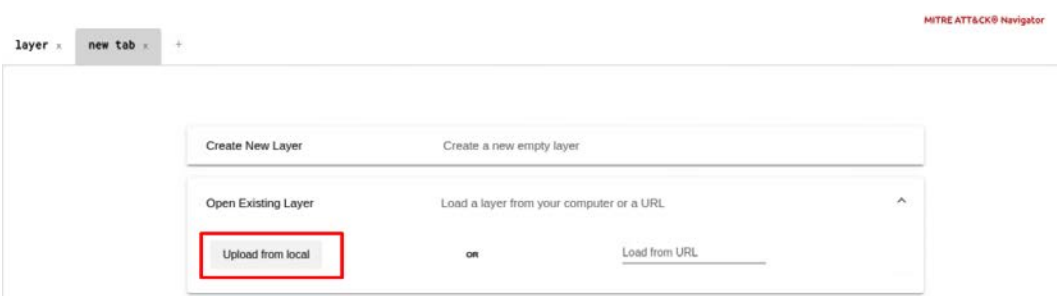 MITRE ATT&CK® Navigator
layer x new tab x +
Create New Layer Create a new empty layer
Open Existing Layer Load a layer from your computer or a URL
Upload from local OR Load from URL